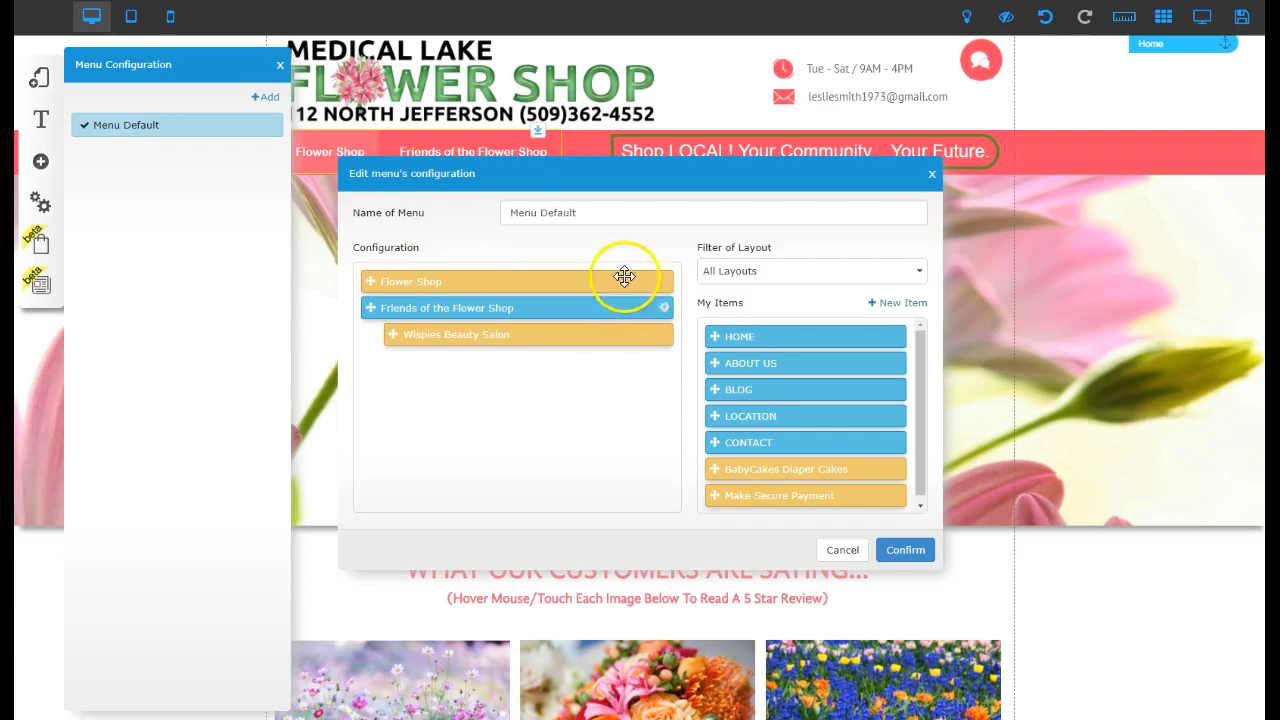 MEDICAL LAKE
FLOWER SHOP
112 NORTH JEFFERSON (509)362-4552
Tue - Sat / 9AM - 4PM
lesliesmith1973@gmail.com
Home
Flower Shop
Friends of the Flower Shop
Shop LOCAL! Your Community... Your Future.
Menu Configuration
x
+Add
Menu Default
beta
beta
Edit menu's configuration
x
Name of Menu
Menu Default
Configuration
Flower Shop
Friends of the Flower Shop
Wispies Beauty Salon
Filter of Layout
All Layouts
My Items
+ New Item
HOME
ABOUT US
BLOG
LOCATION
CONTACT
BabyCakes Diaper Cakes
Make Secure Payment
Cancel
Confirm
WHAT OUR CUSTOMERS ARE SAYING...
(Hover Mouse/Touch Each Image Below To Read A 5 Star Review)